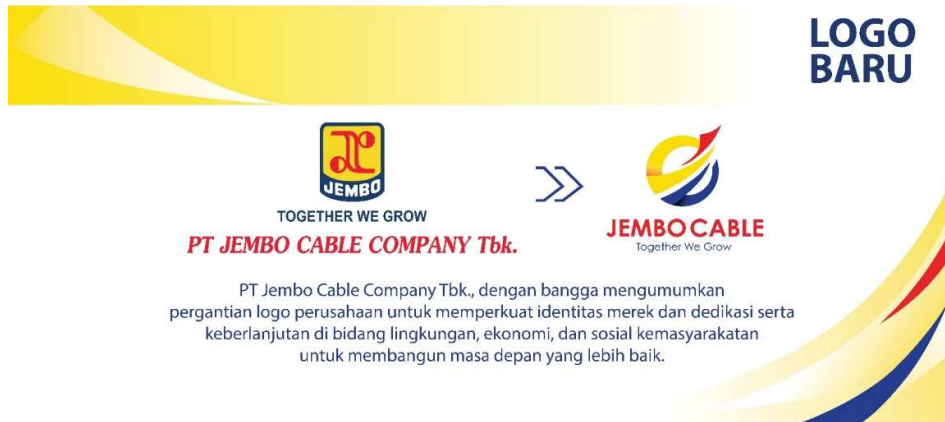 LOGO
BARU
JEMBO
TOGETHER WE GROW
PT JEMBO CABLE COMPANY Tbk.
JEMBO CABLE
Together We Grow
PT Jembo Cable Company Tbk., dengan bangga mengumumkan
pergantian logo perusahaan untuk memperkuat identitas merek dan dedikasi serta
keberlanjutan di bidang lingkungan, ekonomi, dan sosial kemasyarakatan
untuk membangun masa depan yang lebih baik.